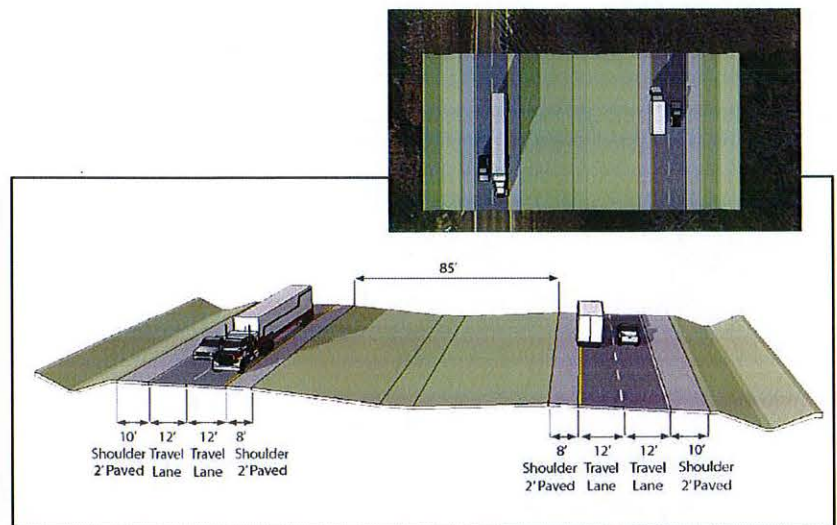 85'
10' 12' 12' 8'
Shoulder Travel Travel Shoulder
2' Paved Lane Lane 2' Paved
8' 12' 12' 10'
Shoulder Travel Travel Shoulder
2' Paved Lane Lane 2' Paved